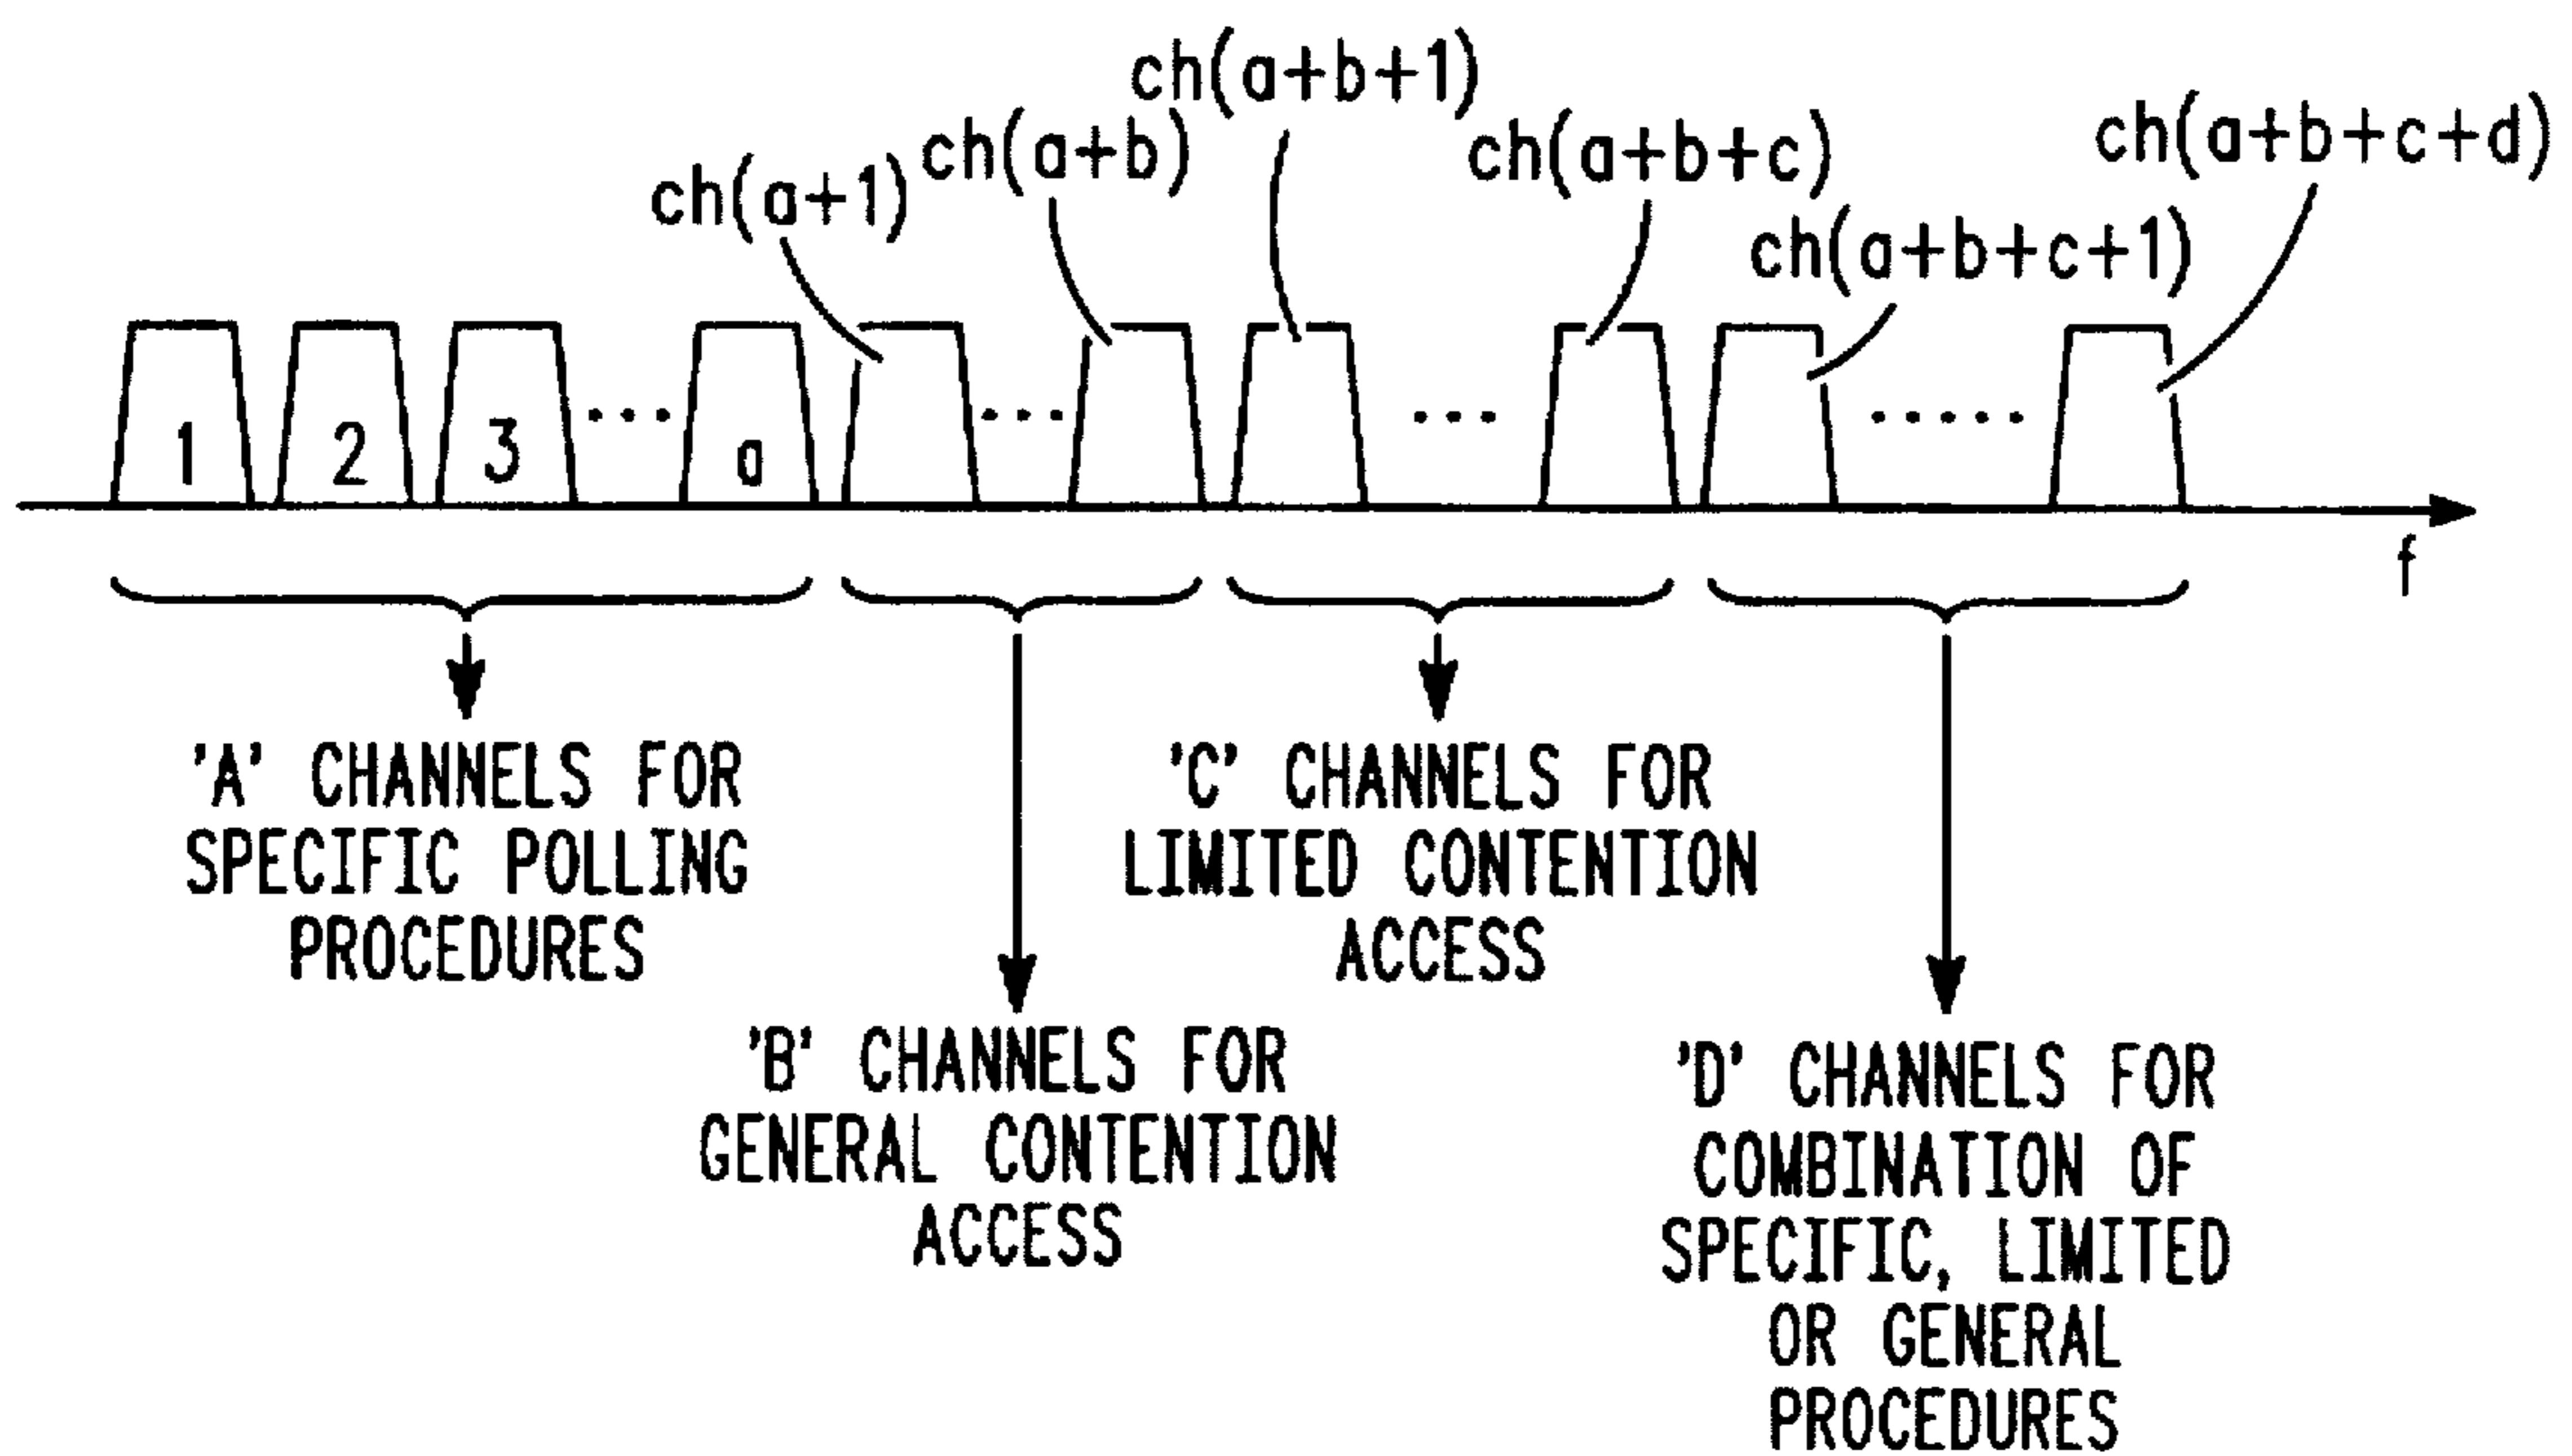 ch(a+b+1)
ch(a+b)
ch(a+b+c)
ch(a+b+c+d)
ch(a+1)
ch(a+b+c+1)
1
2
3
...
a
...
...
.....
f
'A' CHANNELS FOR
SPECIFIC POLLING
PROCEDURES
'C' CHANNELS FOR
LIMITED CONTENTION
ACCESS
'B' CHANNELS FOR
GENERAL CONTENTION
ACCESS
'D' CHANNELS FOR
COMBINATION OF
SPECIFIC, LIMITED
OR GENERAL
PROCEDURES